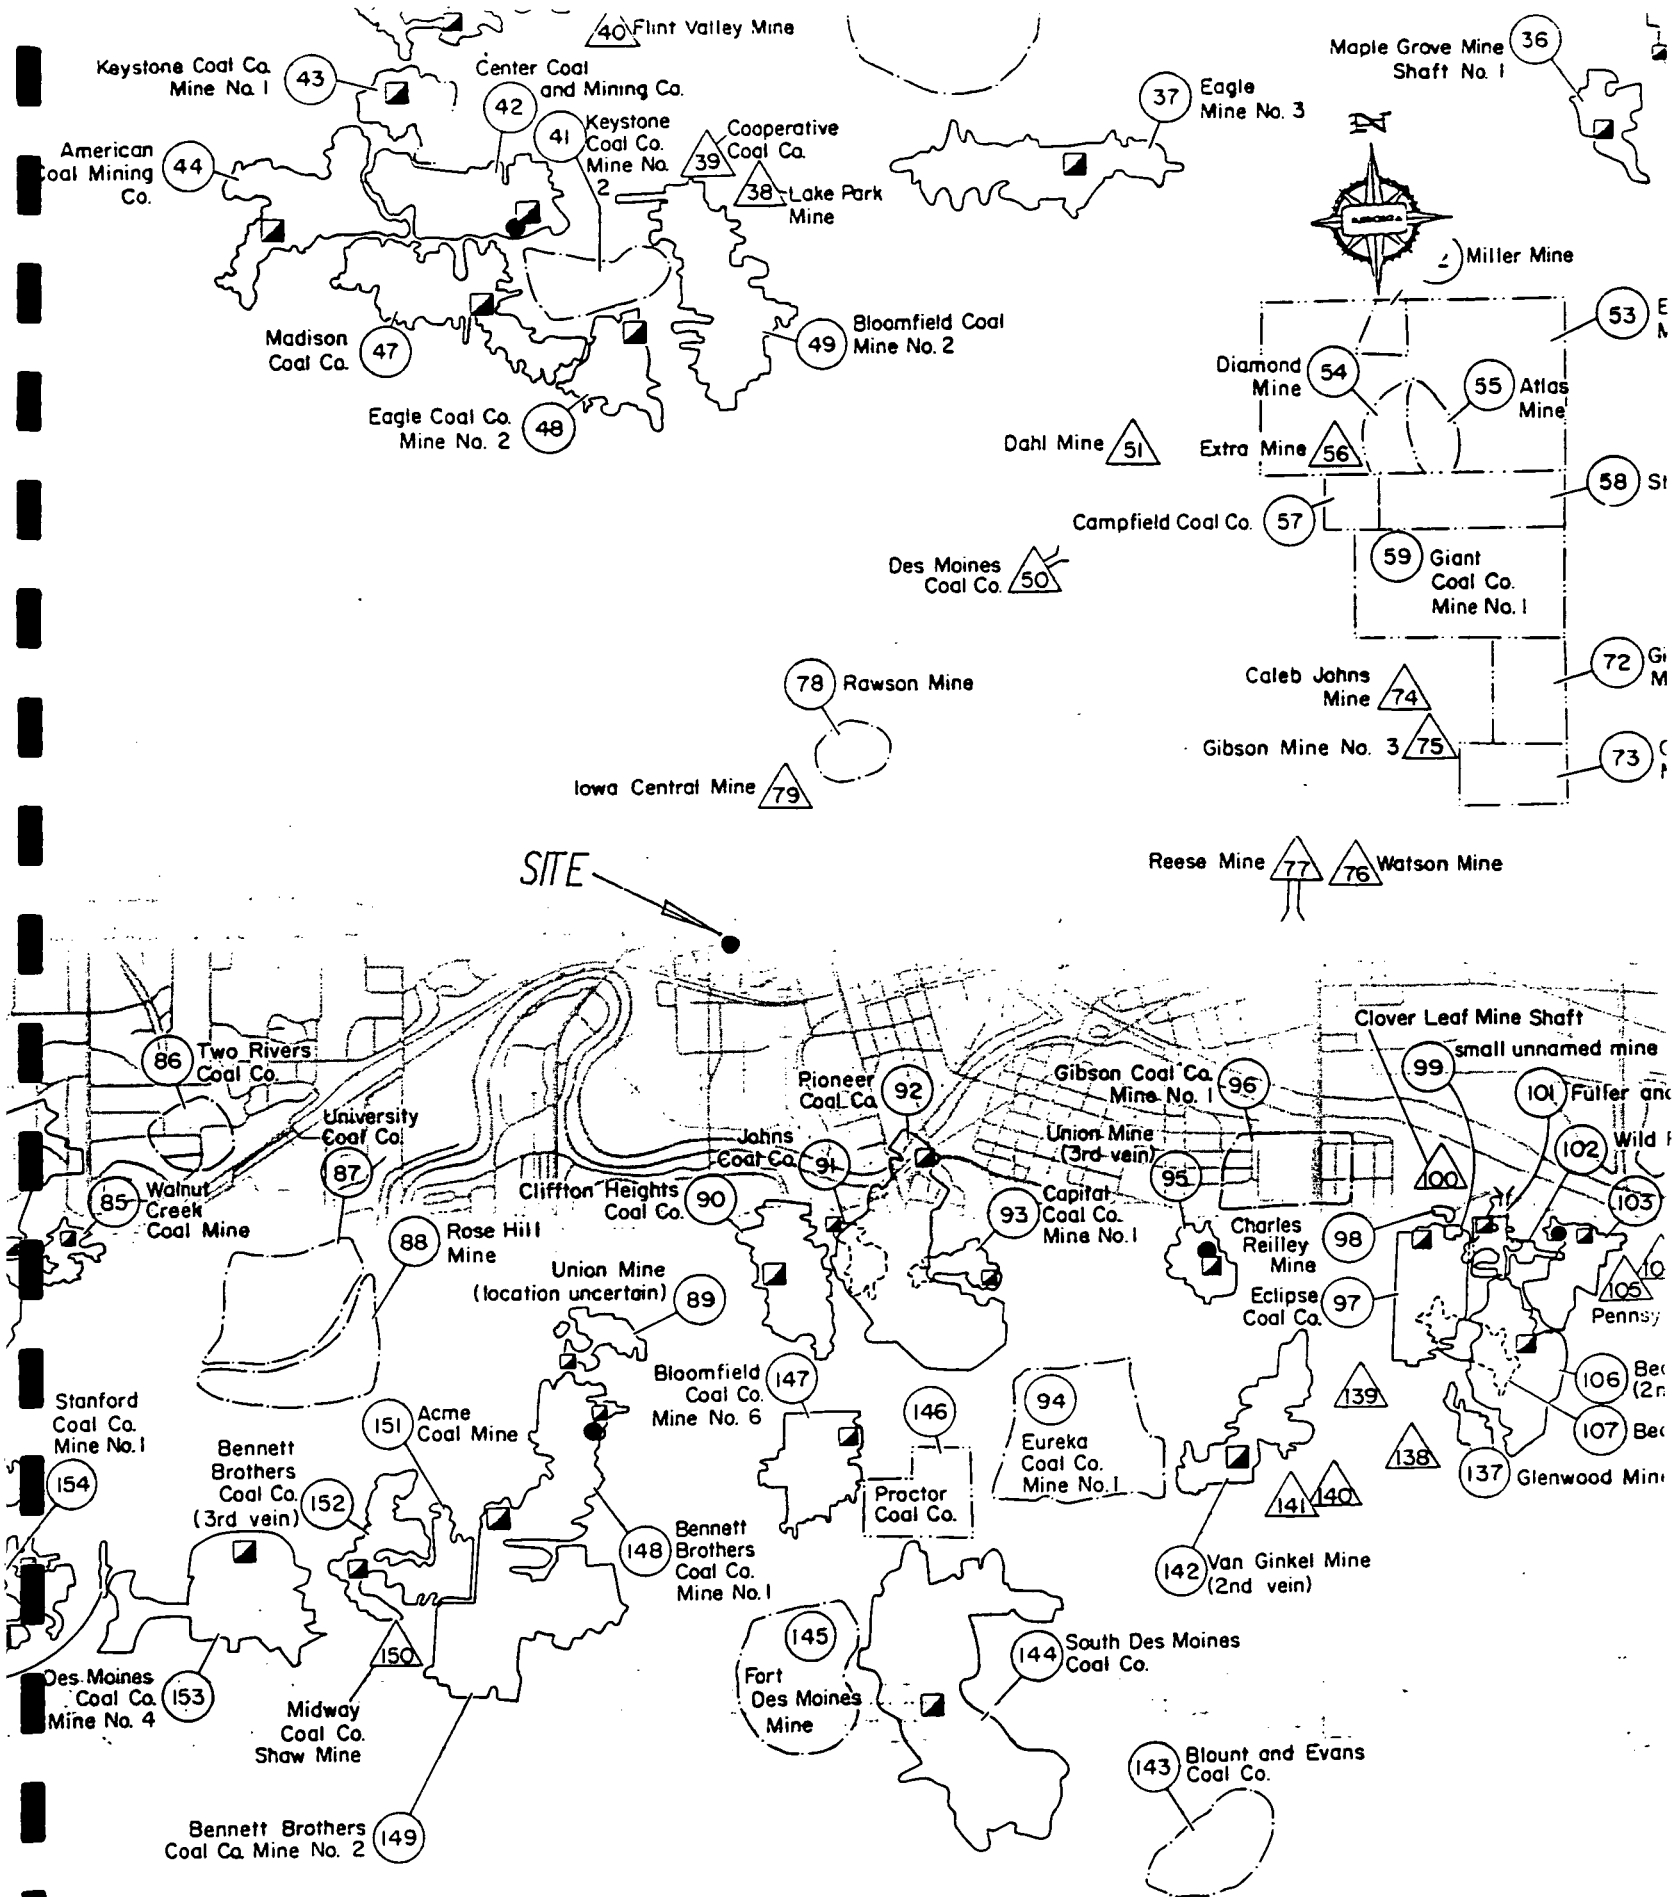 40 Flint Valley Mine
Maple Grove Mine
Shaft No. 1
36
Keystone Coal Co.
Mine No. 1
43
Center Coal
and Mining Co.
42
37
Eagle
Mine No. 3
41
Keystone
Coal Co.
Mine No.
2
39
Cooperative
Coal Co.
38
Lake Park
Mine
American
Coal Mining
Co.
44
N
Miller Mine
53
Madison
Coal Co.
47
49
Bloomfield Coal
Mine No. 2
Diamond
Mine
54
55
Atlas
Mine
Eagle Coal Co.
Mine No. 2
48
Dahl Mine
51
Extra Mine
56
58
Campfield Coal Co.
57
Des Moines
Coal Co.
50
59
Giant
Coal Co.
Mine No. 1
72
78
Rawson Mine
Caleb Johns
Mine
74
Gibson Mine No. 3
75
73
Iowa Central Mine
79
SITE
Reese Mine
77
76
Watson Mine
Clover Leaf Mine Shaft
99
small unnamed mine
86
Two Rivers
Coal Co.
Pioneer
Coal Co.
92
Gibson Coal Co.
Mine No. 1
96
101
Fuller and
University
Coal Co.
87
Johns
Coal Co.
91
Union Mine
(3rd vein)
95
100
102
Wild
103
85
Walnut
Creek
Coal Mine
Cliffton Heights
Coal Co.
90
93
Capital
Coal Co.
Mine No. 1
88
Rose Hill
Mine
Charles
Reilley
Mine
98
Union Mine
(location uncertain)
89
Eclipse
Coal Co.
97
105
Pennsy
Stanford
Coal Co.
Mine No. 1
154
Bloomfield
Coal Co.
Mine No. 6
147
146
94
Eureka
Coal Co.
Mine No. 1
139
138
106
107
137
Glenwood Mine
151
Acme
Coal Mine
Bennett
Brothers
Coal Co.
(3rd vein)
152
Proctor
Coal Co.
141
140
148
Bennett
Brothers
Coal Co.
Mine No. 1
142
Van Ginkel Mine
(2nd vein)
150
145
Fort
Des Moines
Mine
144
South Des Moines
Coal Co.
Des Moines
Coal Co.
Mine No. 4
153
Midway
Coal Co.
Shaw Mine
143
Blount and Evans
Coal Co.
Bennett Brothers
Coal Co. Mine No. 2
149